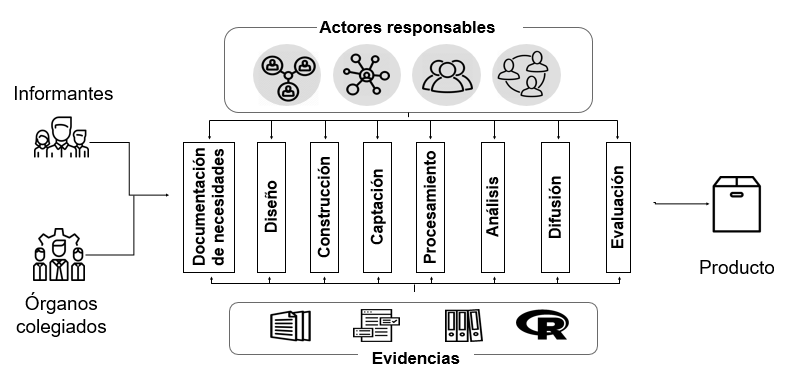 Actores responsables
Informantes
Órganos
colegiados
Documentación
de necesidades
Diseño
Construcción
Captación
Procesamiento
Análisis
Difusión
Evaluación
Producto
R
Evidencias